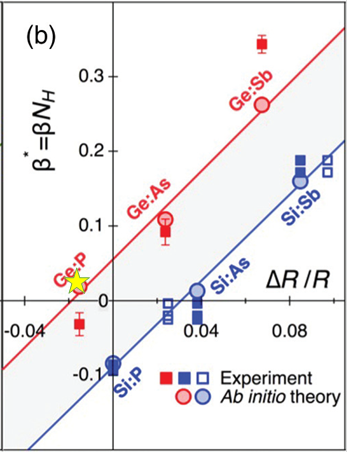 (b)
β*=βN_H
0.3
0.2
0.1
0
-0.1
-0.04
0.04
0.08
ΔR/R
Ge:Sb
Ge:As
Ge:P
Si:Sb
Si:As
Si:P
Experiment
Ab initio theory